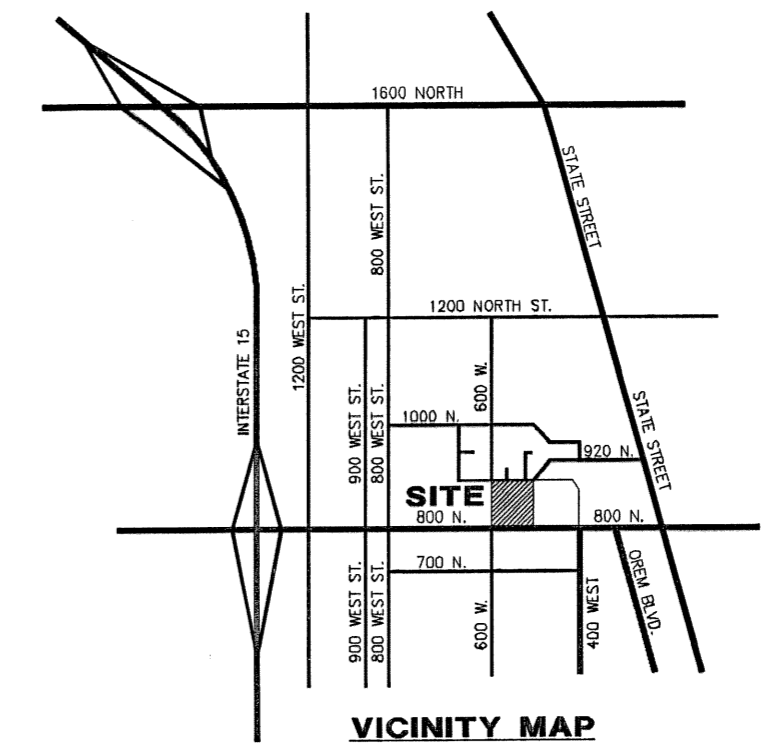 1600 NORTH
STATE STREET
800 WEST ST.
1200 NORTH ST.
1200 WEST ST.
INTERSTATE 15
600 W.
900 WEST ST.
800 WEST ST.
1000 N.
920 N.
STATE STREET
SITE
800 N.
800 N.
700 N.
900 WEST ST.
800 WEST ST.
600 W.
400 WEST
OREM BLVD.
VICINITY MAP